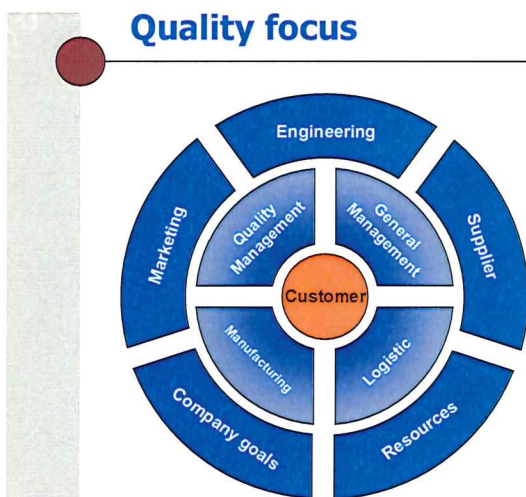 Quality focus
Engineering
Marketing
Supplier
Quality
Management
General
Management
Customer
Manufacturing
Logistic
Company goals
Resources